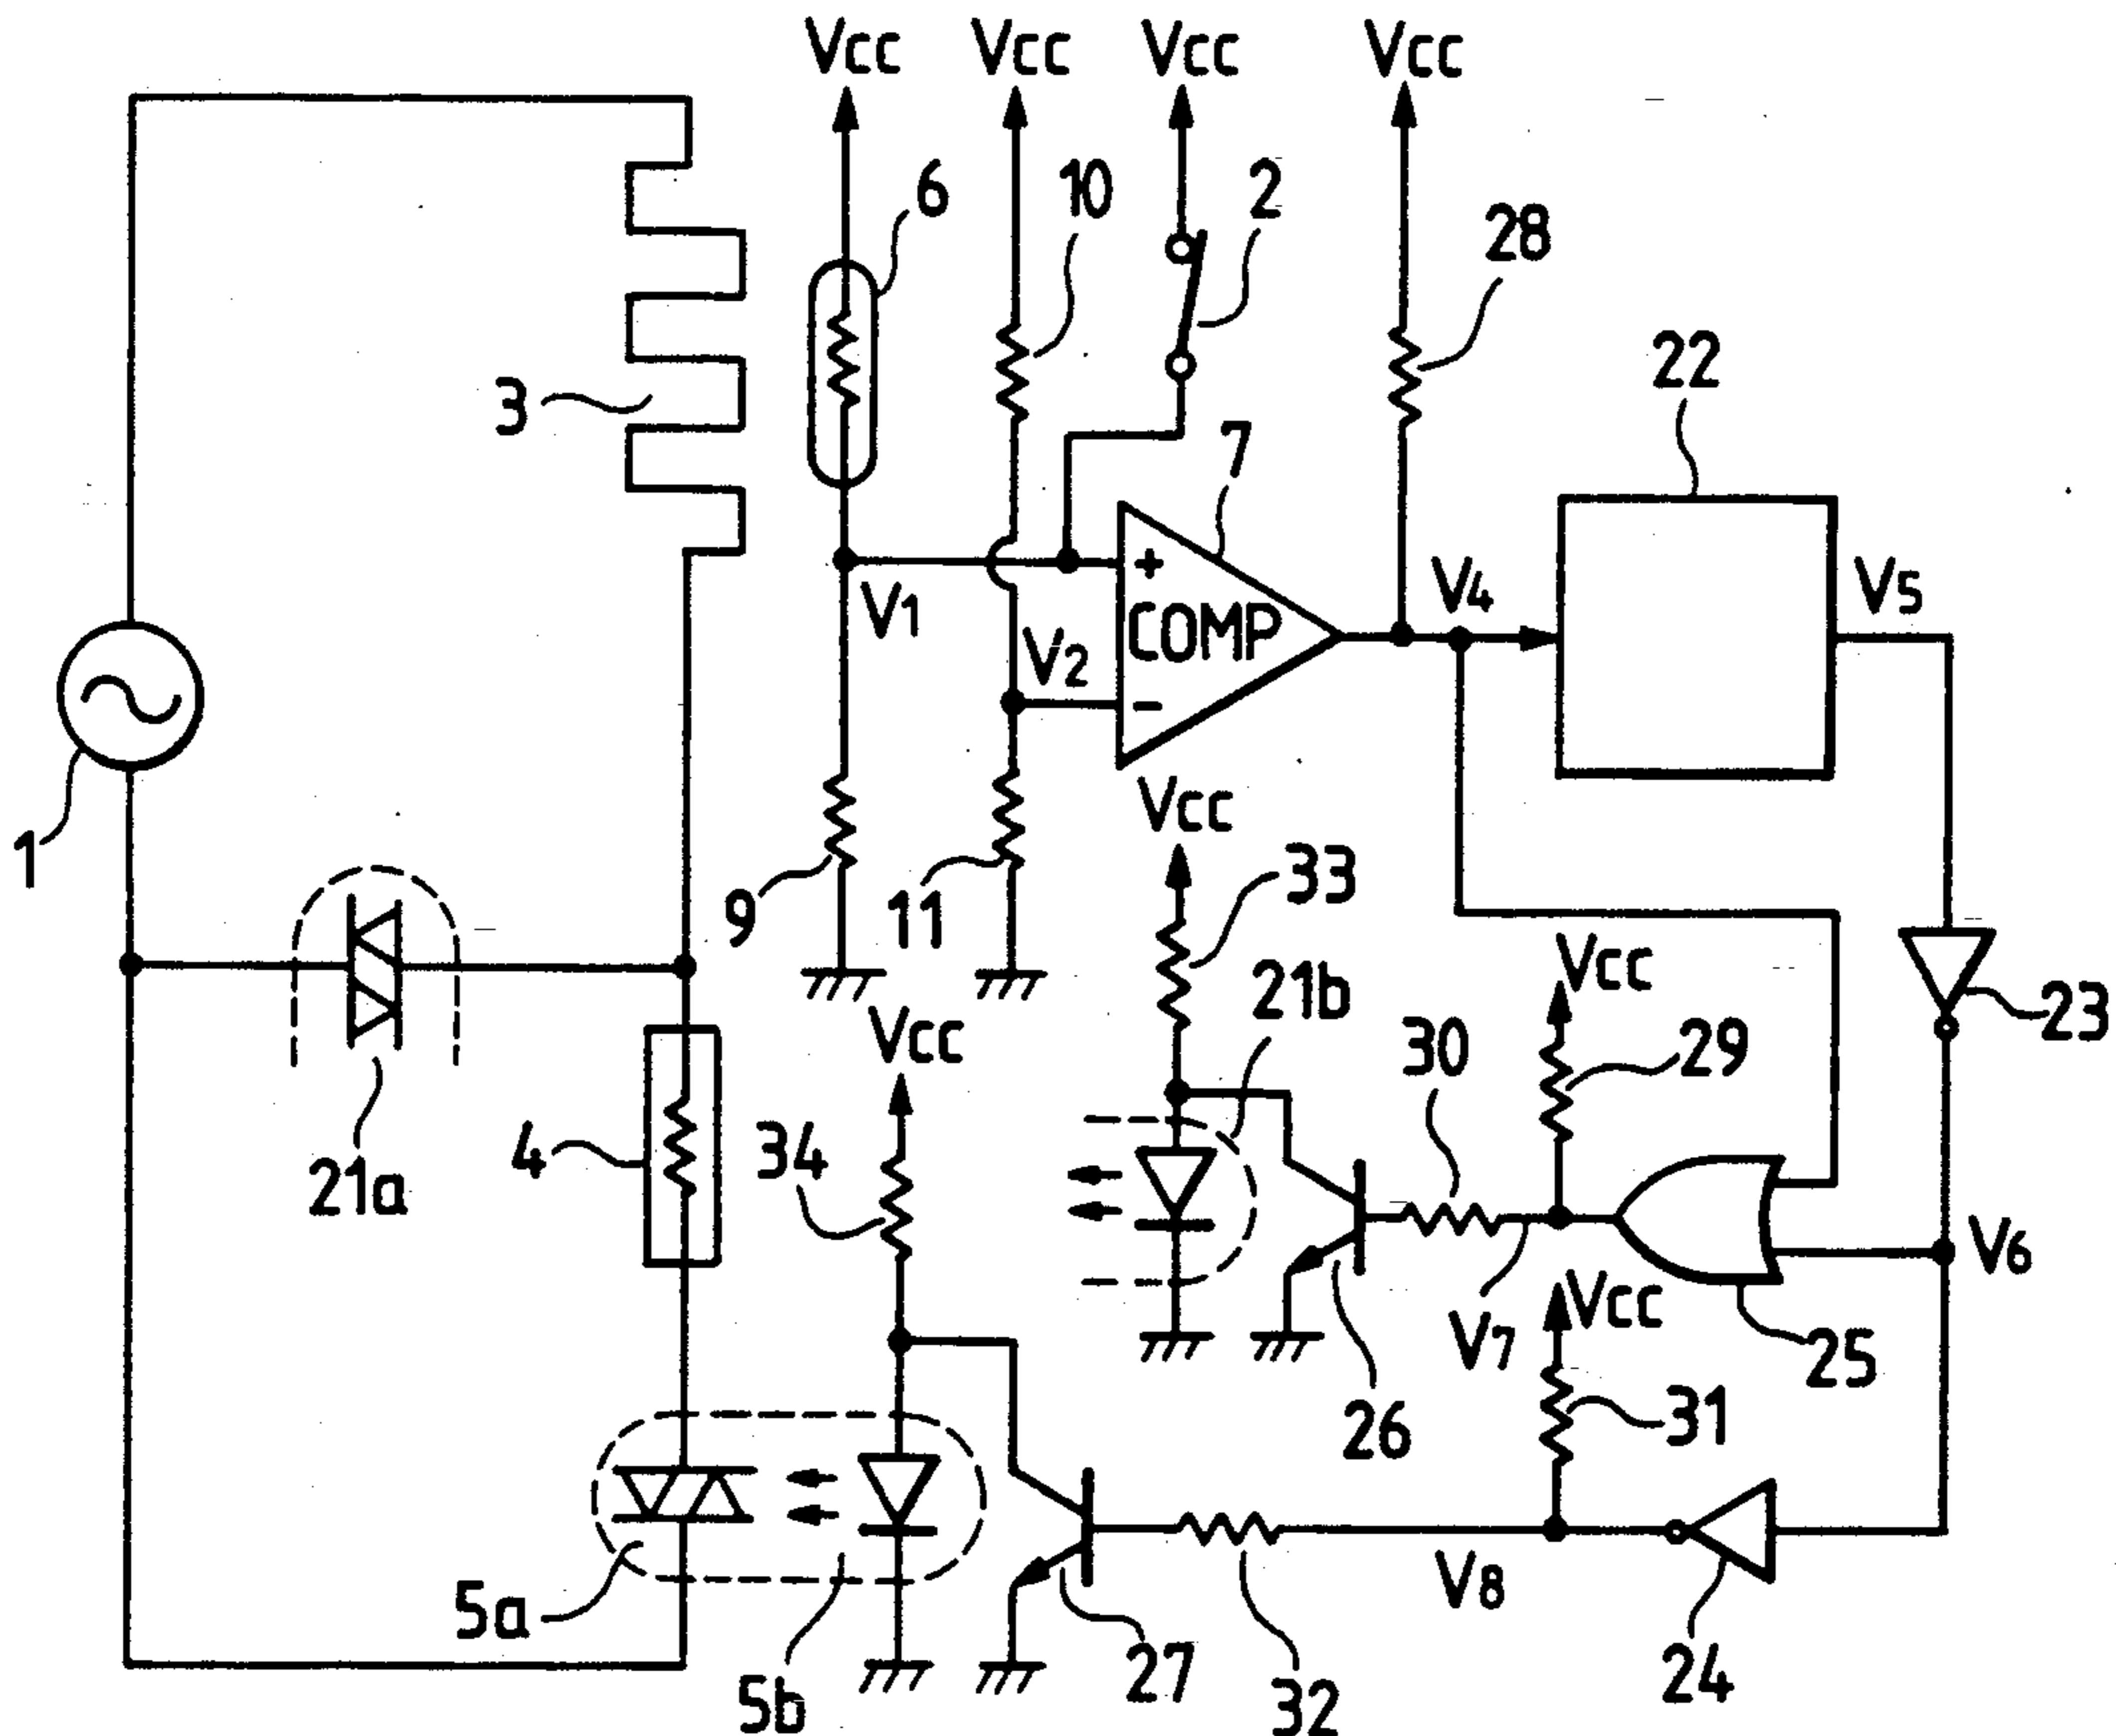 Vcc Vcc Vcc Vcc
6 10 2 28
22
3
7
V1
V2
+
COMP
-
V4
V5
1
Vcc
9 11 33
21b
Vcc
23
Vcc
30 29
4 34
21a
V6
V7
Vcc
25
26
31
5a
V8
5b
27
32
24